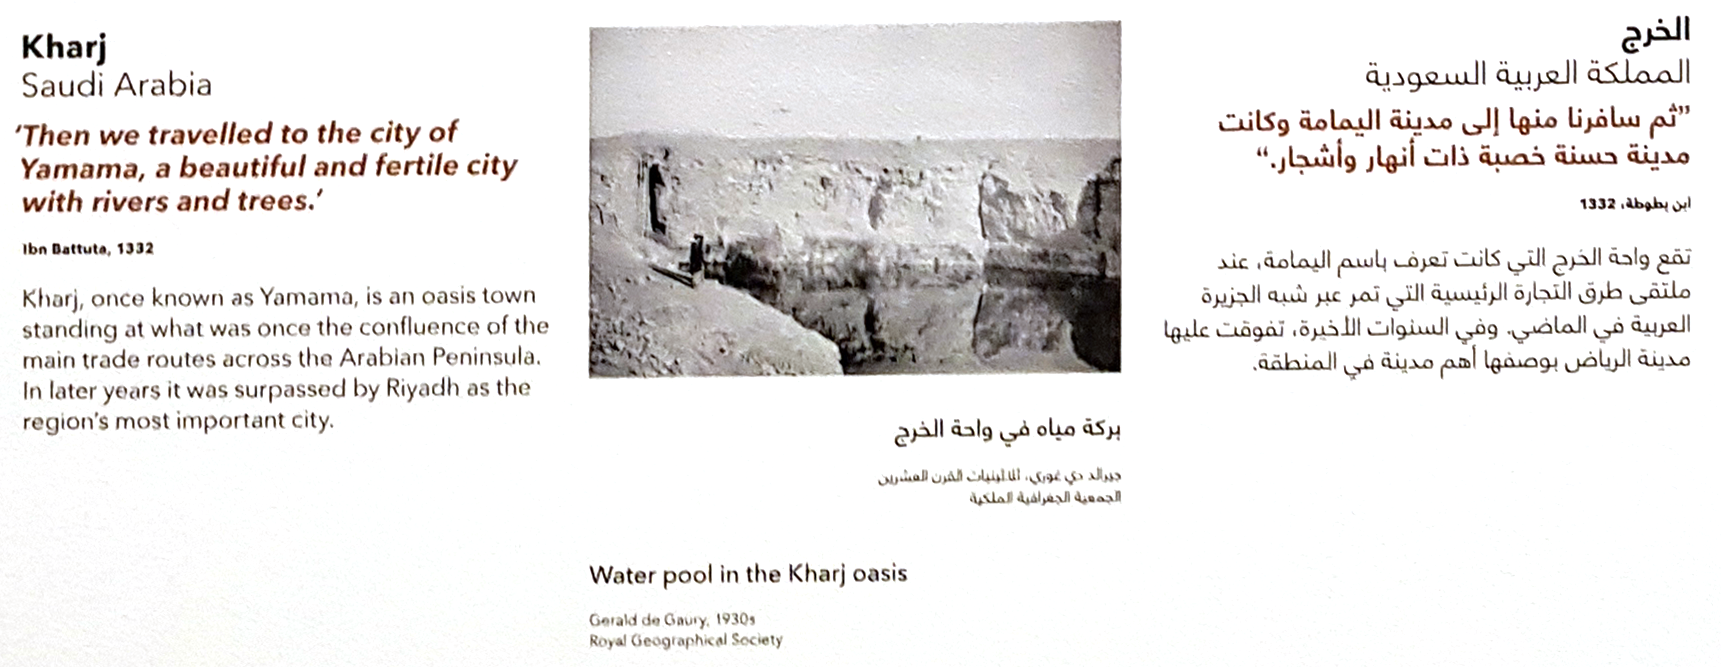 Kharj
Saudi Arabia
‘Then we travelled to the city of
Yamama, a beautiful and fertile city
with rivers and trees.’
Ibn Battuta, 1332
Kharj, once known as Yamama, is an oasis town
standing at what was once the confluence of the
main trade routes across the Arabian Peninsula.
In later years it was surpassed by Riyadh as the
region’s most important city.
بركة مياه في واحة الخرج
جيرالد دي غوري، ثلاثينيات القرن العشرين
الجمعية الجغرافية الملكية
Water pool in the Kharj oasis
Gerald de Gaury, 1930s
Royal Geographical Society
الخرج
المملكة العربية السعودية
”ثم سافرنا منها إلى مدينة اليمامة وكانت
مدينة حسنة خصبة ذات أنهار وأشجار.“
ابن بطوطة، 1332
تقع واحة الخرج التي كانت تعرف باسم اليمامة، عند
ملتقى طرق التجارة الرئيسية التي تمر عبر شبه الجزيرة
العربية في الماضي. وفي السنوات الأخيرة، تفوقت عليها
مدينة الرياض بوصفها أهم مدينة في المنطقة.